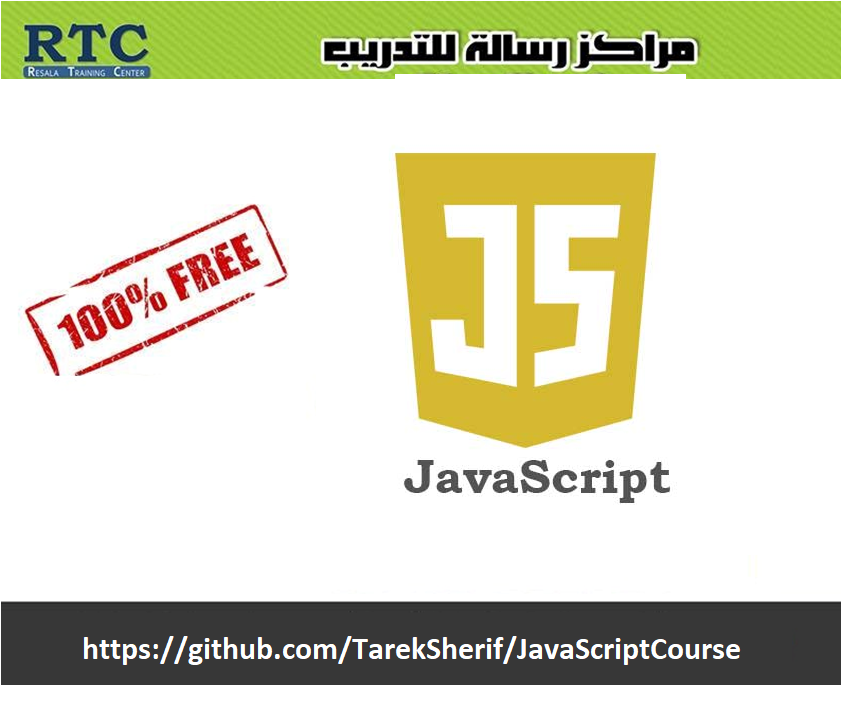 RTC
RESALA TRAINING CENTER
مراكز رسالة للتدريب
100% FREE
JS
JavaScript
https://github.com/TarekSherif/JavaScriptCourse